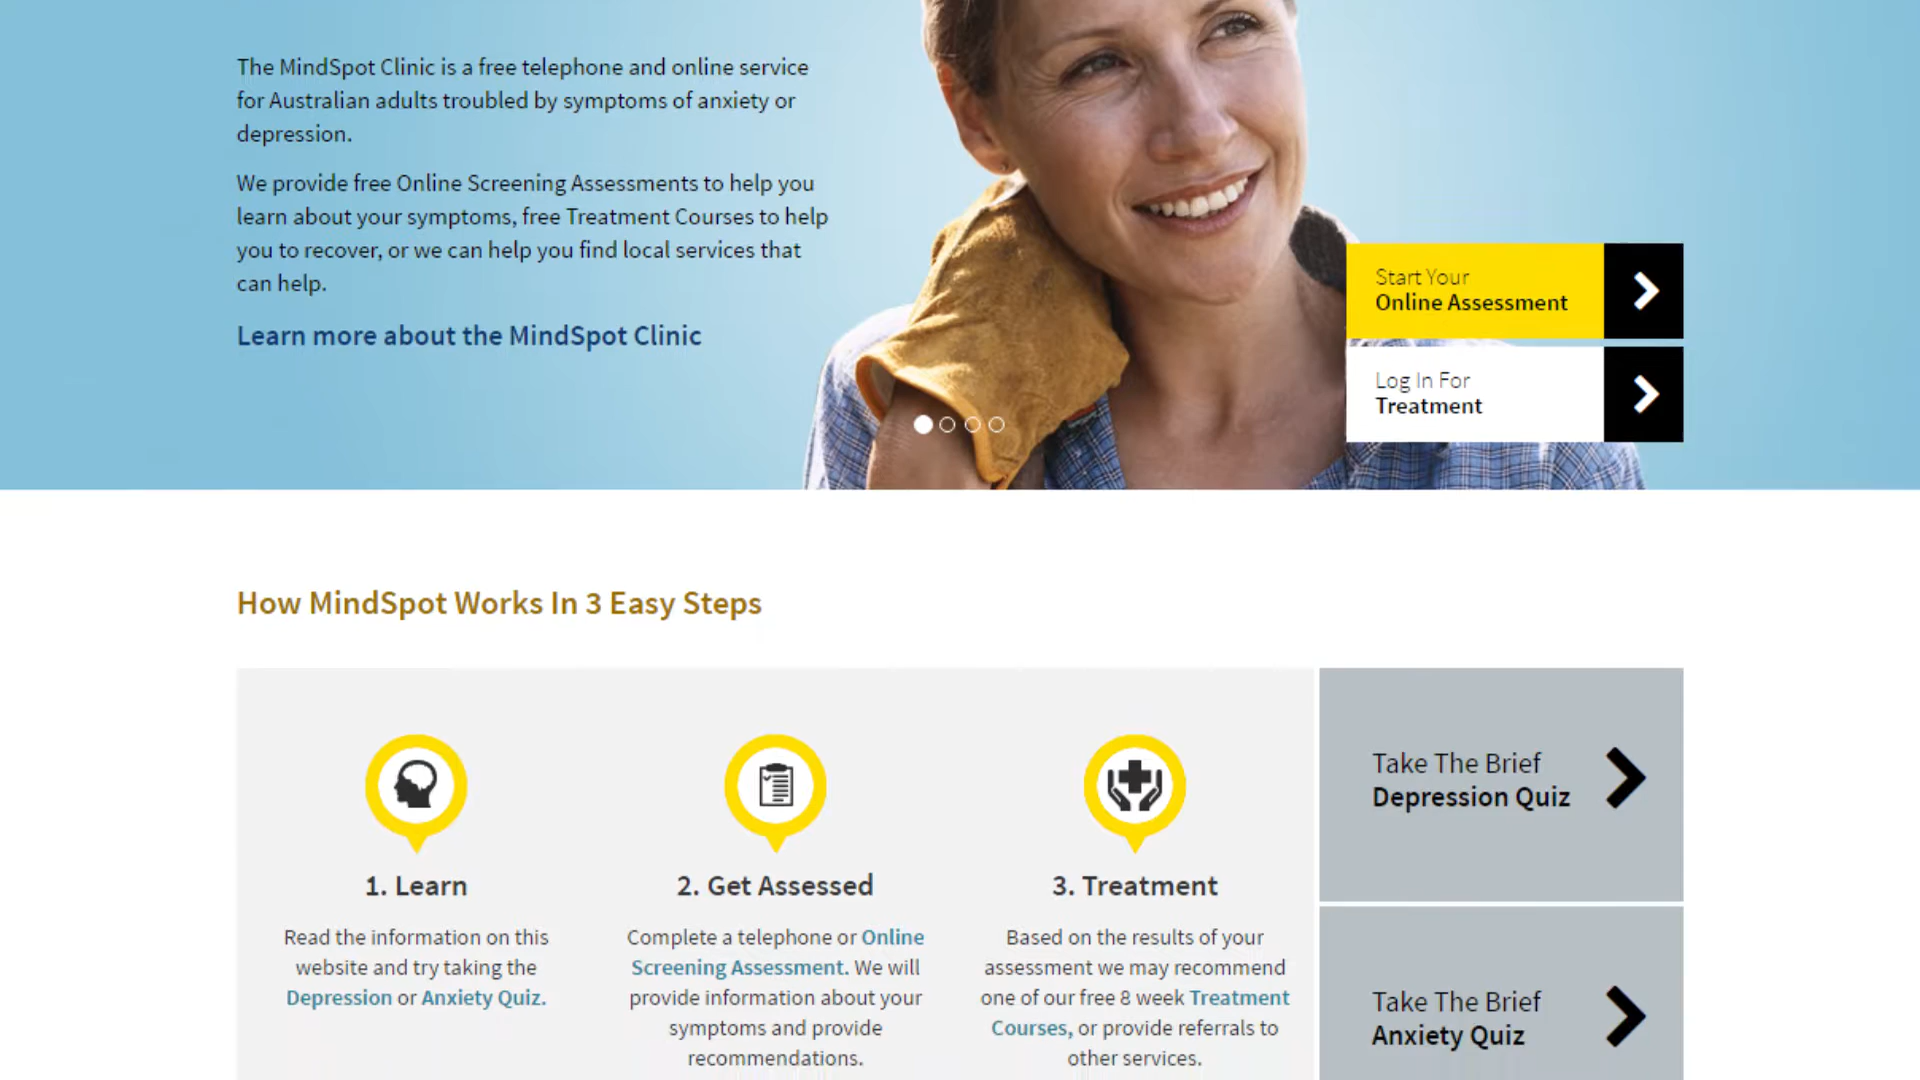 The MindSpot Clinic is a free telephone and online service
for Australian adults troubled by symptoms of anxiety or
depression.
We provide free Online Screening Assessments to help you
learn about your symptoms, free Treatment Courses to help
you to recover, or we can help you find local services that
can help.
Learn more about the MindSpot Clinic
Start Your
Online Assessment
Log In For
Treatment
How MindSpot Works In 3 Easy Steps
1. Learn
Read the information on this
website and try taking the
Depression or Anxiety Quiz.
2. Get Assessed
Complete a telephone or Online
Screening Assessment. We will
provide information about your
symptoms and provide
recommendations.
3. Treatment
Based on the results of your
assessment we may recommend
one of our free 8 week Treatment
Courses, or provide referrals to
other services.
Take The Brief
Depression Quiz
Take The Brief
Anxiety Quiz